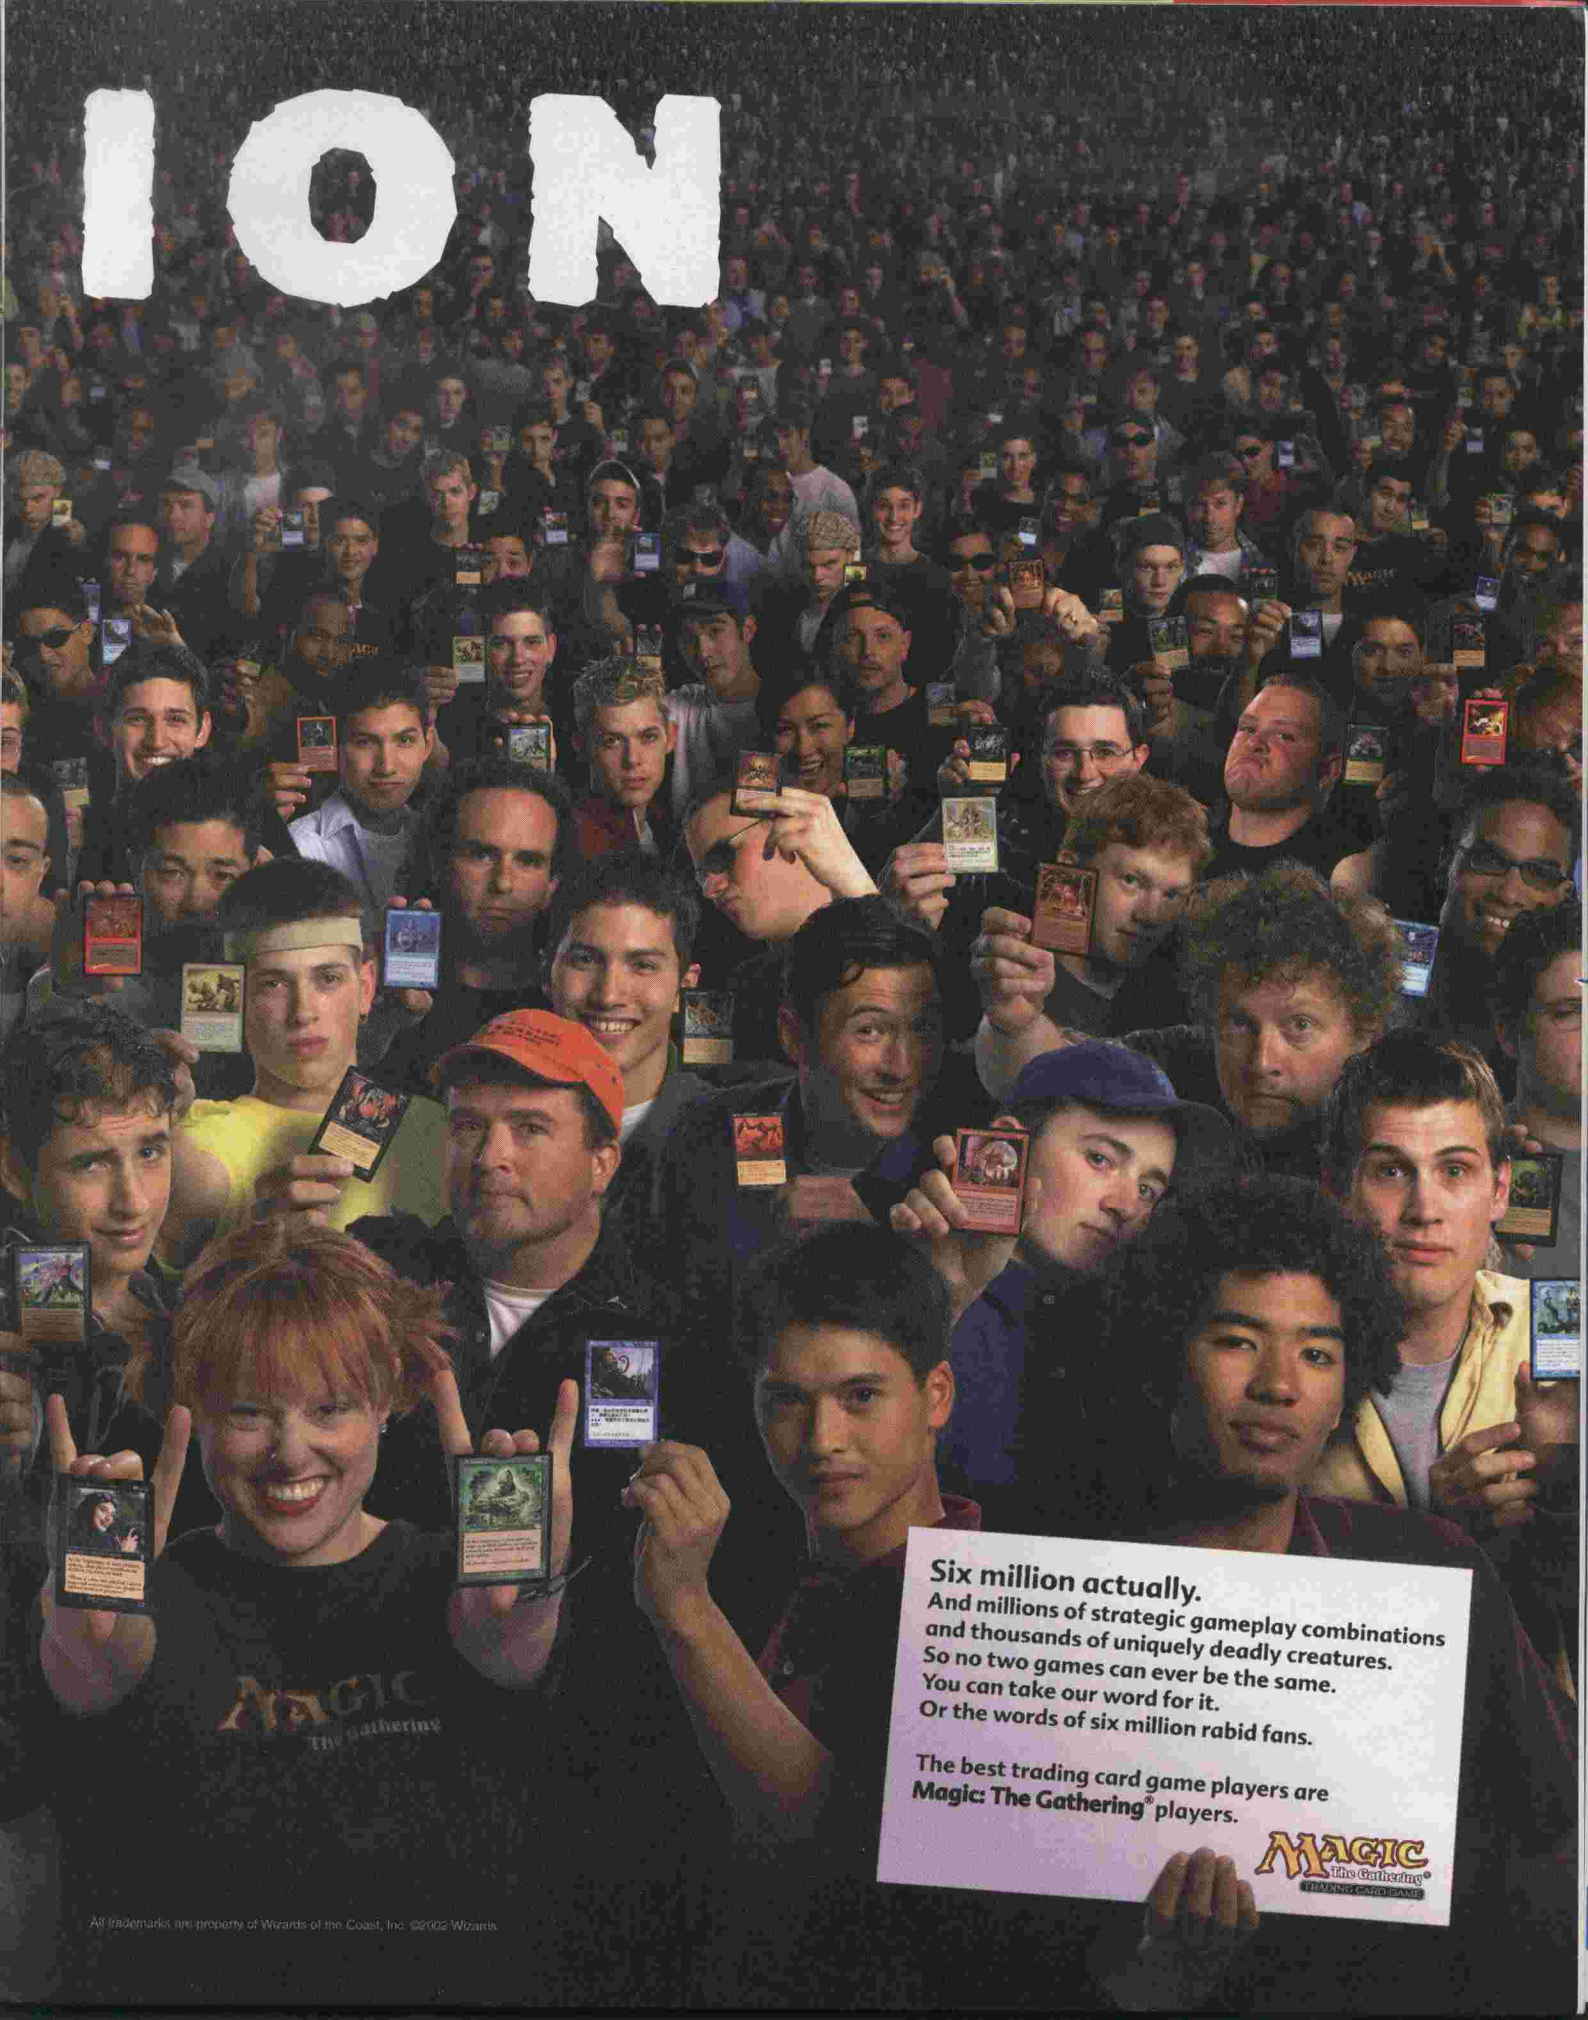 ION
MAGIC
MAGIC
The Gathering
Six million actually.
And millions of strategic gameplay combinations
and thousands of uniquely deadly creatures.
So no two games can ever be the same.
You can take our word for it.
Or the words of six million rabid fans.
The best trading card game players are
Magic: The Gathering® players.
MAGIC
The Gathering®
TRADING CARD GAME
All trademarks are property of Wizards of the Coast, Inc. ©2002 Wizards